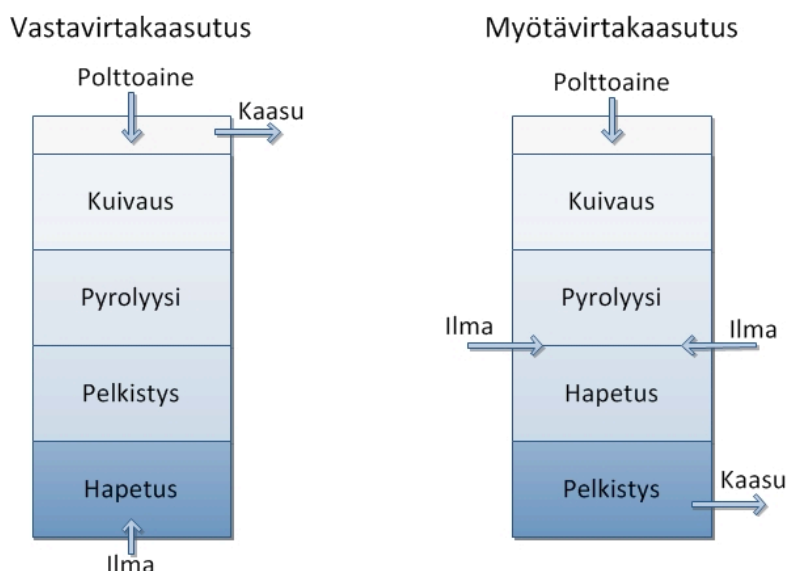 Vastavirtakaasutus
Polttoaine
Kaasu
Kuivaus
Pyrolyysi
Pelkistys
Hapetus
Ilma
Myötävirtakaasutus
Polttoaine
Kuivaus
Pyrolyysi
Ilma
Ilma
Hapetus
Pelkistys
Kaasu